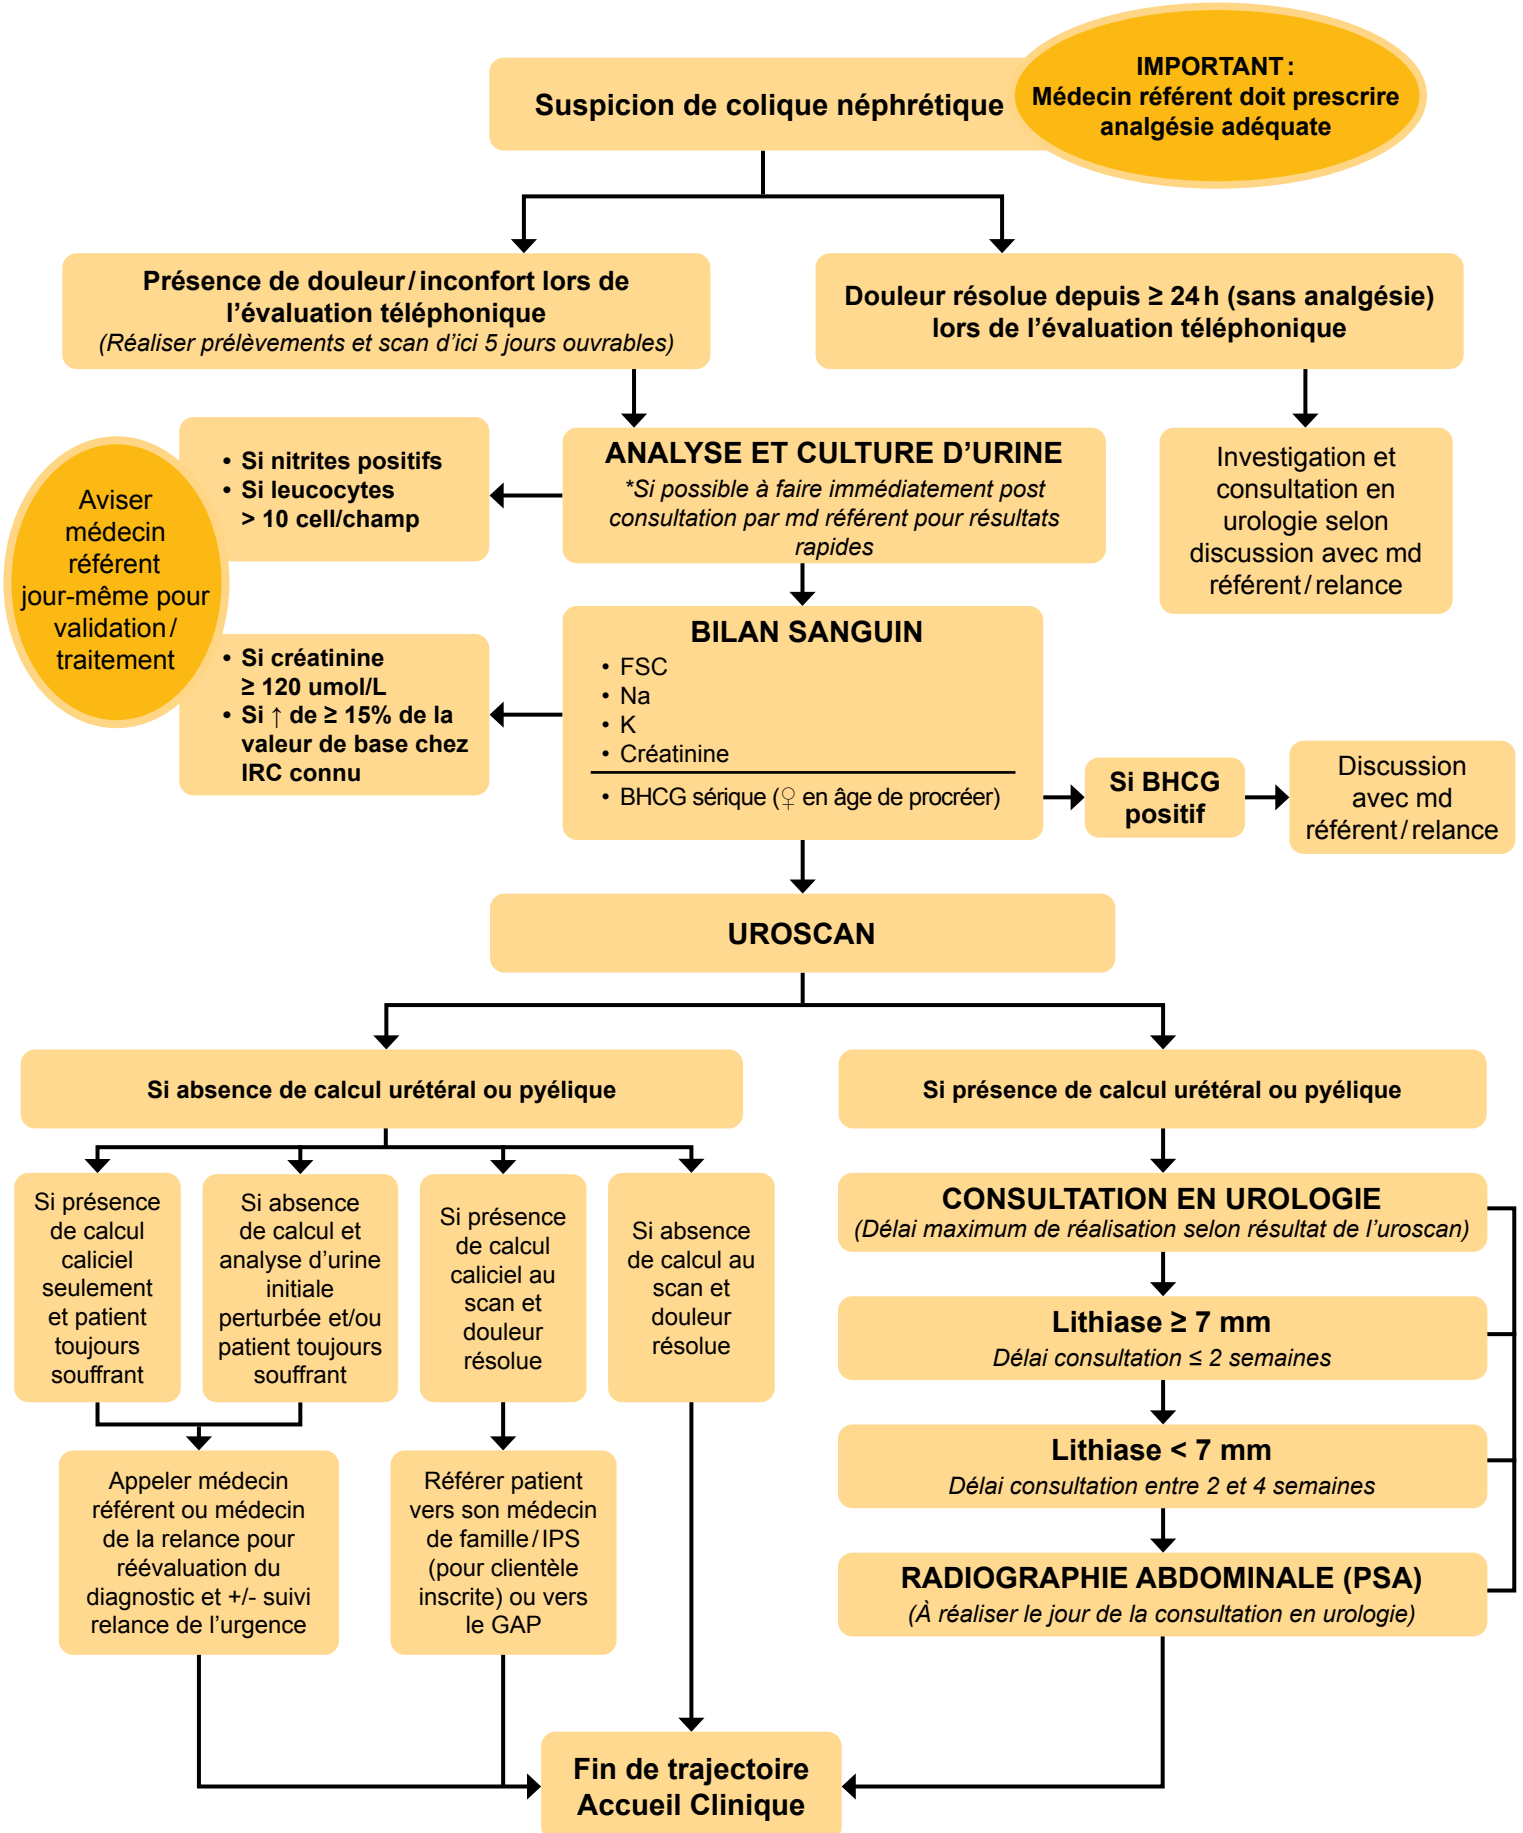 Suspicion de colique néphrétique
IMPORTANT :
Médecin référent doit prescrire
analgésie adéquate
Présence de douleur / inconfort lors de
l’évaluation téléphonique
(Réaliser prélèvements et scan d’ici 5 jours ouvrables)
Douleur résolue depuis ≥ 24 h (sans analgésie)
lors de l’évaluation téléphonique
Aviser
médecin
référent
jour-même pour
validation /
traitement
• Si nitrites positifs
• Si leucocytes
> 10 cell/champ
ANALYSE ET CULTURE D’URINE
*Si possible à faire immédiatement post
consultation par md référent pour résultats
rapides
Investigation et
consultation en
urologie selon
discussion avec md
référent / relance
• Si créatinine
≥ 120 umol/L
• Si ↑ de ≥ 15% de la
valeur de base chez
IRC connu
BILAN SANGUIN
• FSC
• Na
• K
• Créatinine
• BHCG sérique (♀ en âge de procréer)
Si BHCG
positif
Discussion
avec md
référent / relance
UROSCAN
Si absence de calcul urétéral ou pyélique
Si présence de calcul urétéral ou pyélique
Si présence
de calcul
caliciel
seulement
et patient
toujours
souffrant
Si absence
de calcul et
analyse d’urine
initiale
perturbée et/ou
patient toujours
souffrant
Si présence
de calcul
caliciel au
scan et
douleur
résolue
Si absence
de calcul au
scan et
douleur
résolue
CONSULTATION EN UROLOGIE
(Délai maximum de réalisation selon résultat de l’uroscan)
Lithiase ≥ 7 mm
Délai consultation ≤ 2 semaines
Lithiase < 7 mm
Délai consultation entre 2 et 4 semaines
RADIOGRAPHIE ABDOMINALE (PSA)
(À réaliser le jour de la consultation en urologie)
Appeler médecin
référent ou médecin
de la relance pour
réévaluation du
diagnostic et +/- suivi
relance de l’urgence
Référer patient
vers son médecin
de famille / IPS
(pour clientèle
inscrite) ou vers
le GAP
Fin de trajectoire
Accueil Clinique